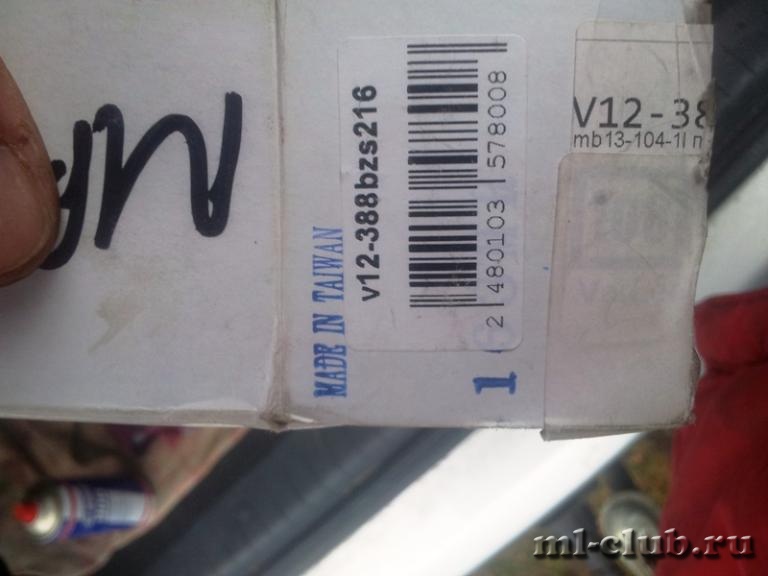 MADE IN TAIWAN
v12-388bzs216
2 480103 578008
1
V12-38
mb13-104-1l
ml-club.ru